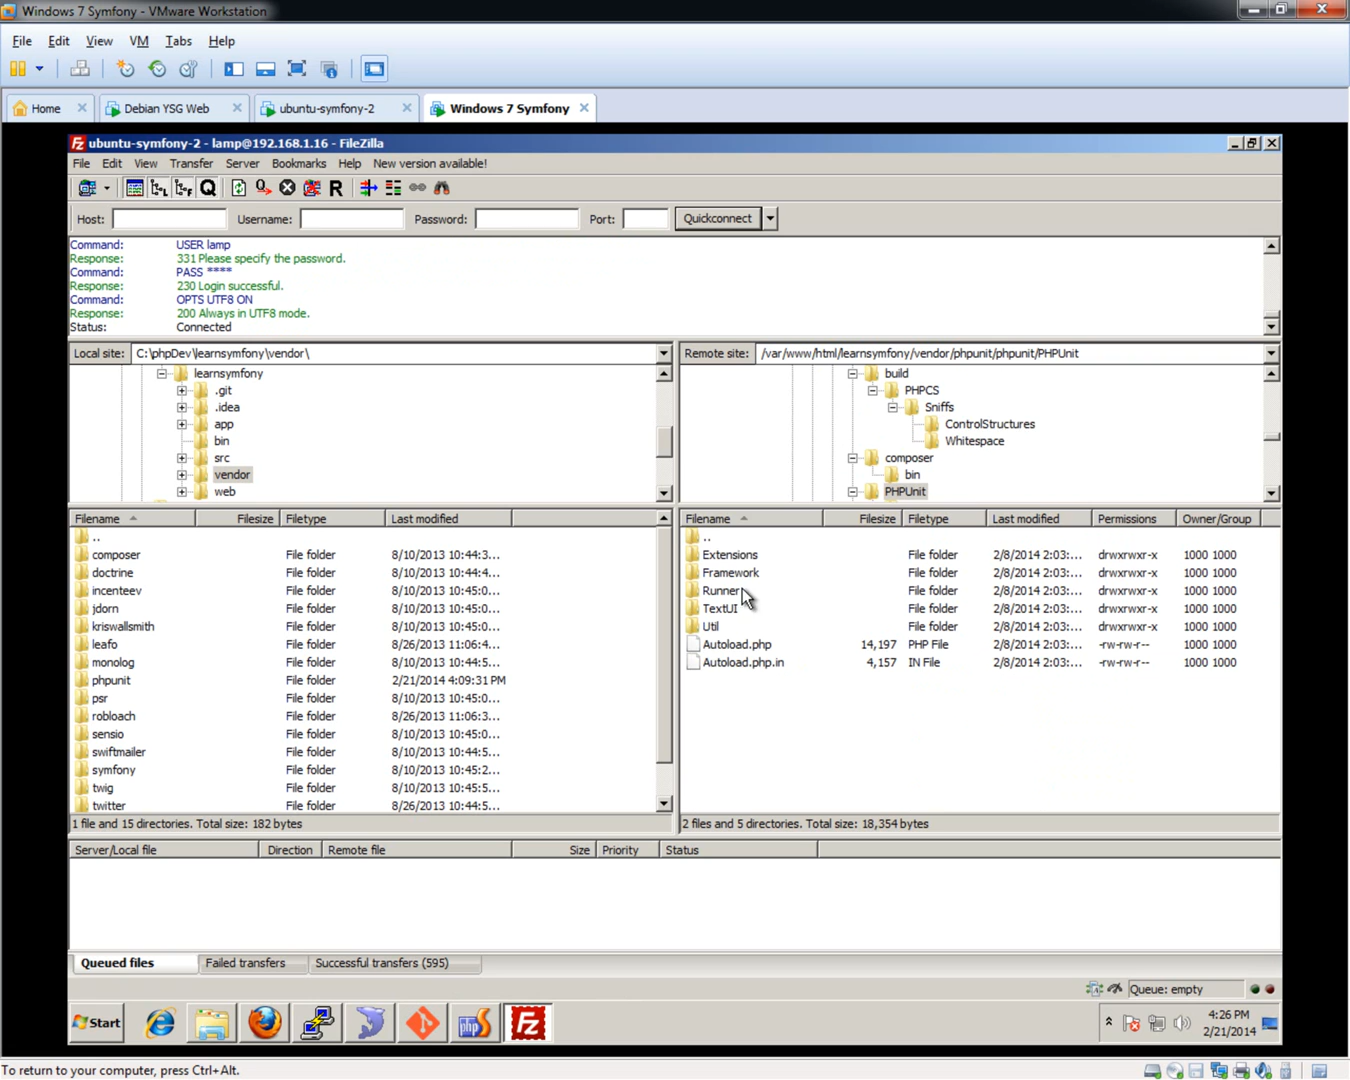 Windows 7 Symfony - VMware Workstation
File Edit View VM Tabs Help
Home Debian YSG Web ubuntu-symfony-2 Windows 7 Symfony
ubuntu-symfony-2 - lamp@192.168.1.16 - FileZilla
File Edit View Transfer Server Bookmarks Help New version available!
Host: Username: Password: Port: Quickconnect
Command: USER lamp
Response: 331 Please specify the password.
Command: PASS ****
Response: 230 Login successful.
Command: OPTS UTF8 ON
Response: 200 Always in UTF8 mode.
Status: Connected
Local site: C:\phpDev\learnsymfony\vendor\
Remote site: /var/www/html/learnsymfony/vendor/phpunit/phpunit/PHPUnit
learnsymfony
.git
.idea
app
bin
src
vendor
web
build
PHPCS
Sniffs
ControlStructures
Whitespace
composer
bin
PHPUnit
Filename Filesize Filetype Last modified
..
composer File folder 8/10/2013 10:44:3...
doctrine File folder 8/10/2013 10:44:4...
incenteev File folder 8/10/2013 10:45:0...
jdorn File folder 8/10/2013 10:45:0...
kriswallsmith File folder 8/10/2013 10:45:0...
leafo File folder 8/26/2013 11:06:4...
monolog File folder 8/10/2013 10:44:5...
phpunit File folder 2/21/2014 4:09:31 PM
psr File folder 8/10/2013 10:45:0...
robloach File folder 8/26/2013 11:06:3...
sensio File folder 8/10/2013 10:45:0...
swiftmailer File folder 8/10/2013 10:44:5...
symfony File folder 8/10/2013 10:45:2...
twig File folder 8/10/2013 10:45:5...
twitter File folder 8/26/2013 10:44:5...
1 file and 15 directories. Total size: 182 bytes
Filename Filesize Filetype Last modified Permissions Owner/Group
..
Extensions File folder 2/8/2014 2:03:... drwxrwxr-x 1000 1000
Framework File folder 2/8/2014 2:03:... drwxrwxr-x 1000 1000
Runner File folder 2/8/2014 2:03:... drwxrwxr-x 1000 1000
TextUI File folder 2/8/2014 2:03:... drwxrwxr-x 1000 1000
Util File folder 2/8/2014 2:03:... drwxrwxr-x 1000 1000
Autoload.php 14,197 PHP File 2/8/2014 2:03:... -rw-rw-r-- 1000 1000
Autoload.php.in 4,157 IN File 2/8/2014 2:03:... -rw-rw-r-- 1000 1000
2 files and 5 directories. Total size: 18,354 bytes
Server/Local file Direction Remote file Size Priority Status
Queued files Failed transfers Successful transfers (595)
Queue: empty
Start
4:26 PM
2/21/2014
To return to your computer, press Ctrl+Alt.